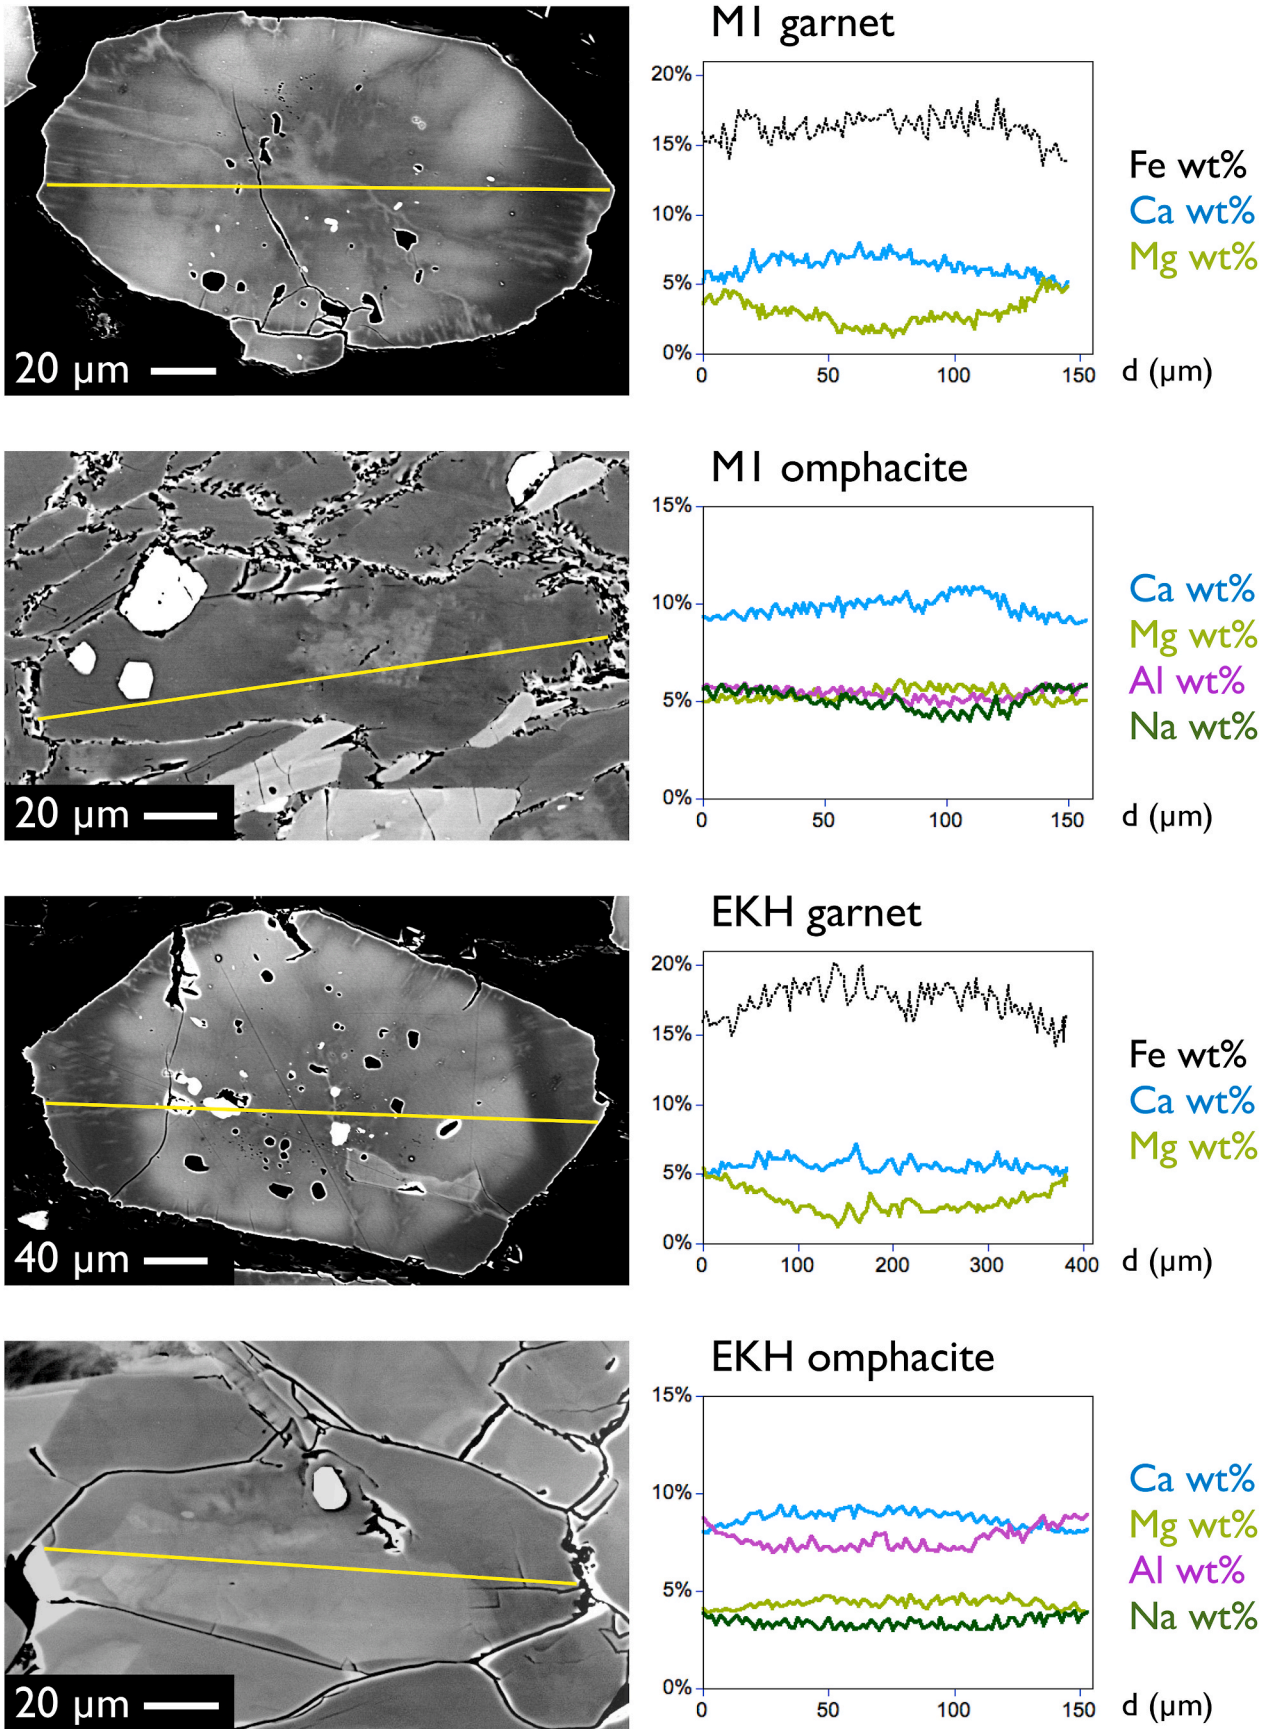 M1 garnet
20%
15%
10%
5%
0%
0 50 100 150 d (µm)
Fe wt%
Ca wt%
Mg wt%
20 µm
M1 omphacite
15%
10%
5%
0%
0 50 100 150 d (µm)
Ca wt%
Mg wt%
Al wt%
Na wt%
20 µm
EKH garnet
20%
15%
10%
5%
0%
0 100 200 300 400 d (µm)
Fe wt%
Ca wt%
Mg wt%
40 µm
EKH omphacite
15%
10%
5%
0%
0 50 100 150 d (µm)
Ca wt%
Mg wt%
Al wt%
Na wt%
20 µm